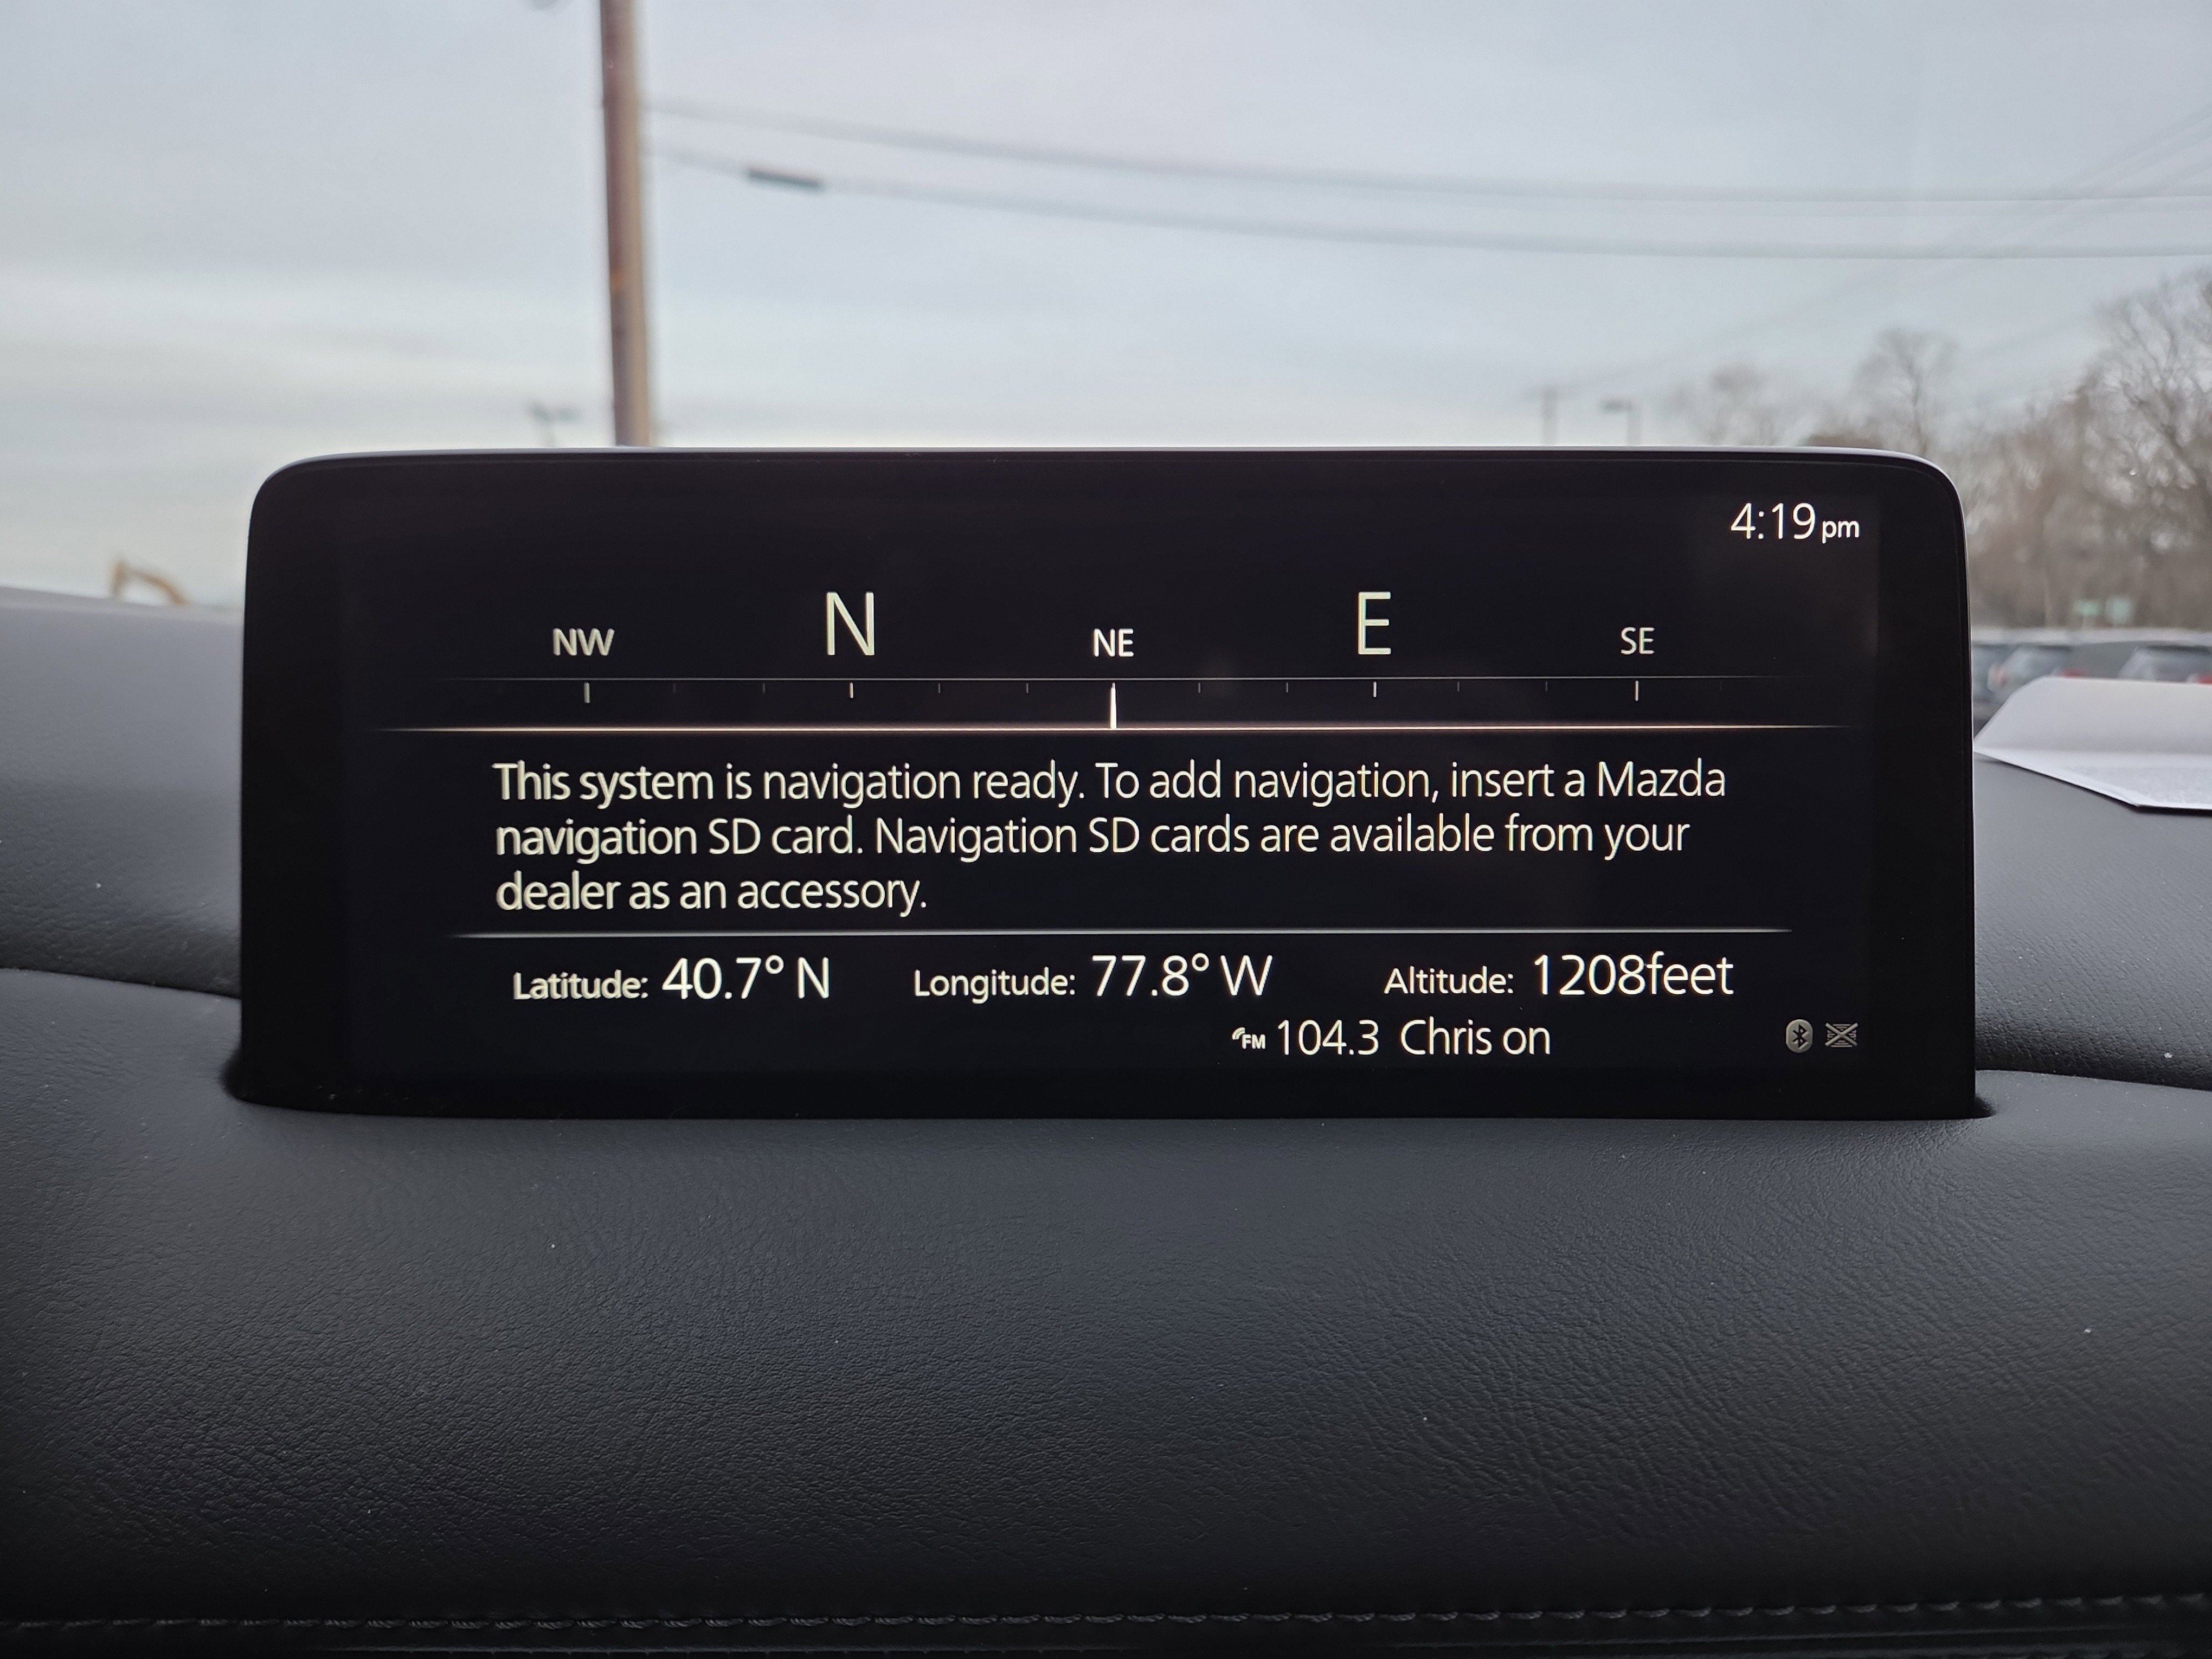 4:19 pm
NW N NE E SE
This system is navigation ready. To add navigation, insert a Mazda
navigation SD card. Navigation SD cards are available from your
dealer as an accessory.
Latitude: 40.7° N Longitude: 77.8° W Altitude: 1208feet
FM 104.3 Chris on